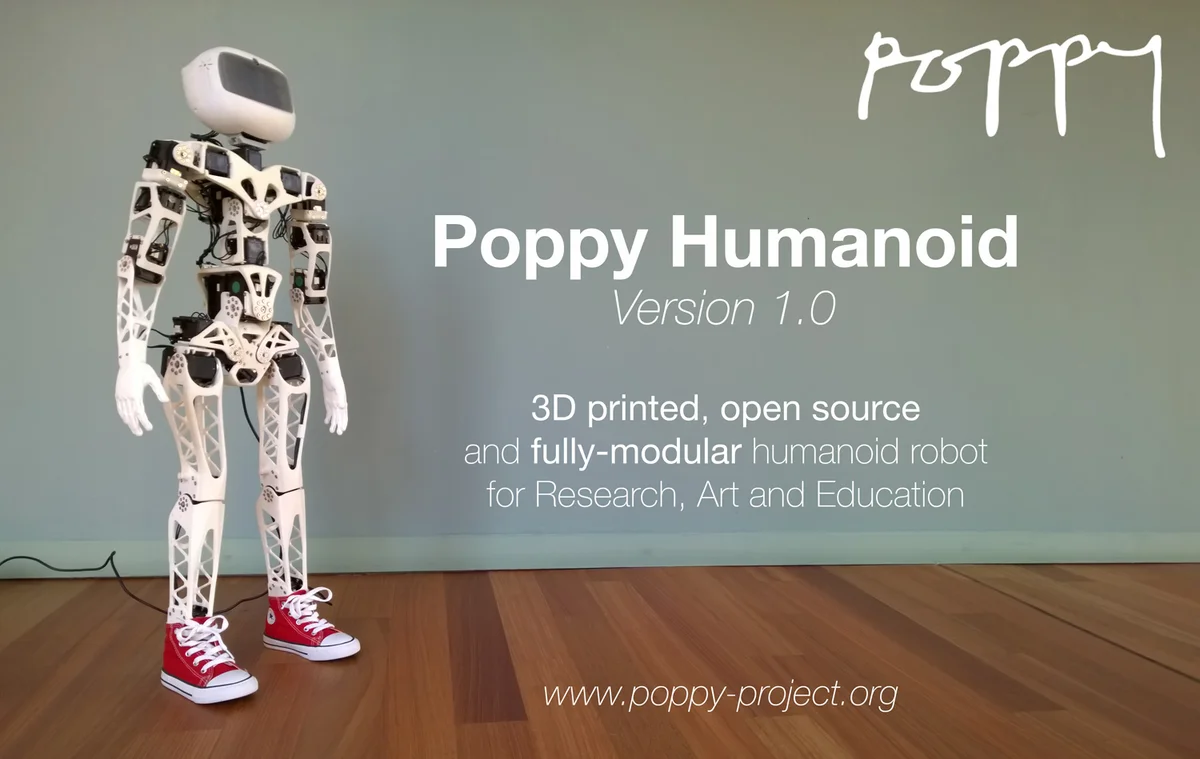 poppy
Poppy Humanoid
Version 1.0
3D printed, open source
and fully-modular humanoid robot
for Research, Art and Education
www.poppy-project.org